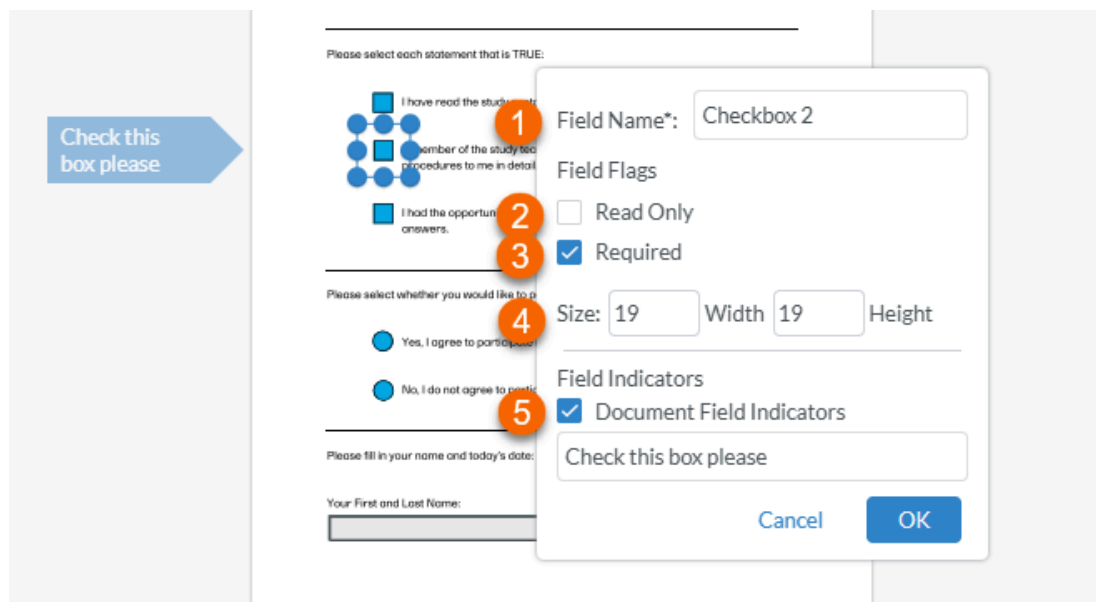 Please select each statement that is TRUE:
I have read the study
Check this
box please
1
Field Name*:
Checkbox 2
member of the study
procedures to me in detail
Field Flags
2
Read Only
I had the
answers.
3
Required
Please select whether you would like to
4
Size:
19
Width
19
Height
Yes, I agree to
No, I do not agree to
Field Indicators
5
Document Field Indicators
Check this box please
Please fill in your name and today's date:
Your First and Last Name:
Cancel
OK